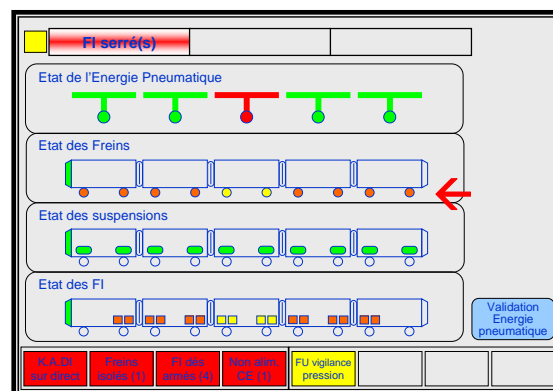 FI serré(s)
Etat de l'Energie Pneumatique
Etat des Freins
Etat des suspensions
Etat des FI
Validation
Energie
pneumatique
K.A.DI
sur direct
Freins
isolés (1)
FI dés
armés (4)
Non alim
CE (1)
FU vigilance
pression